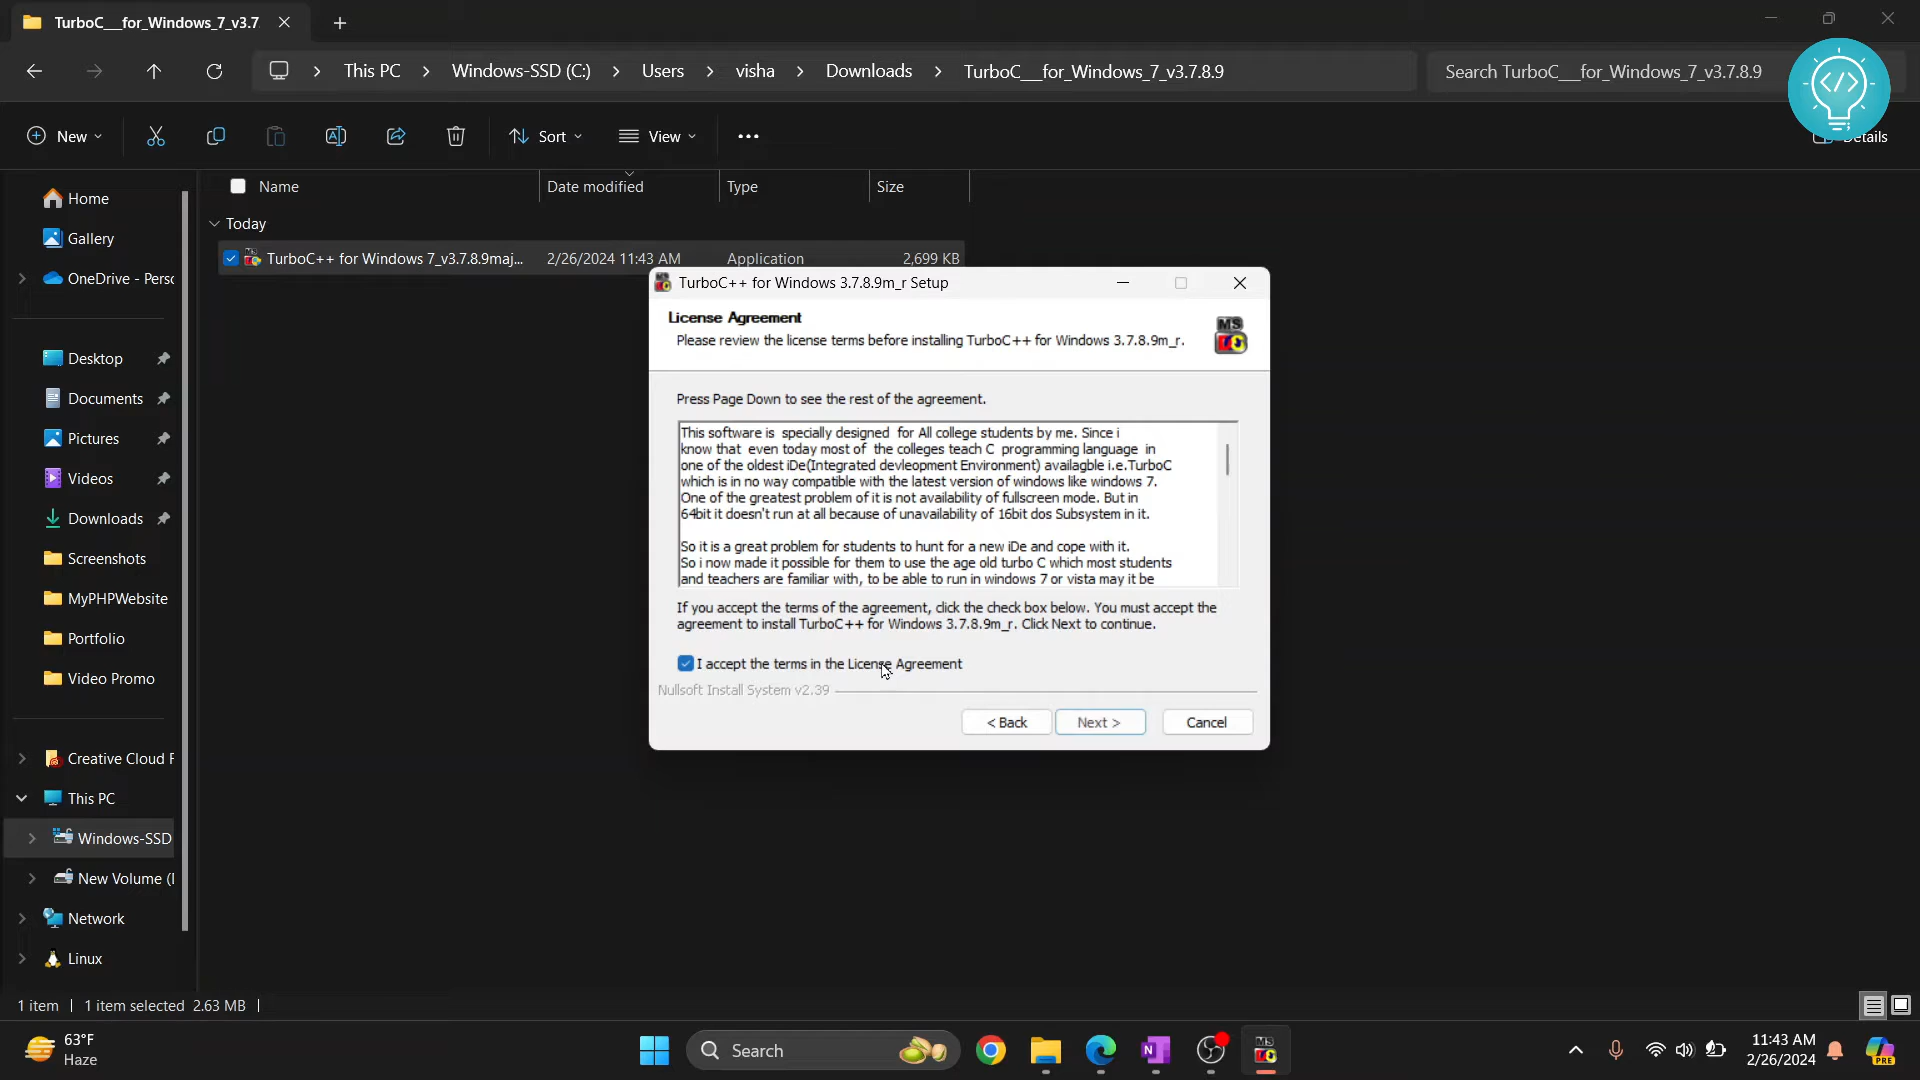 TurboC__for_Windows_7_v3.7
This PC > Windows-SSD (C:) > Users > visha > Downloads > TurboC__for_Windows_7_v3.7.8.9
Search TurboC__for_Windows_7_v3.7.8.9
New
Sort
View
Details
Name
Date modified
Type
Size
Today
TurboC++ for Windows 7_v3.7.8.9maj...
2/26/2024 11:43 AM
Application
2,699 KB
Home
Gallery
OneDrive - Persc
Desktop
Documents
Pictures
Videos
Downloads
Screenshots
MyPHPWebsite
Portfolio
Video Promo
Creative Cloud F
This PC
Windows-SSD
New Volume (
Network
Linux
TurboC++ for Windows 3.7.8.9m_r Setup
License Agreement
Please review the license terms before installing TurboC++ for Windows 3.7.8.9m_r.
MS
Press Page Down to see the rest of the agreement.
This software is specially designed for All college students by me. Since i
know that even today most of the colleges teach C programming language in
one of the oldest iDe(Integrated devleopment Environment) availagble i.e.TurboC
which is in no way compatible with the latest version of windows like windows 7.
One of the greatest problem of it is not availability of fullscreen mode. But in
64bit it doesn't run at all because of unavailability of 16bit dos Subsystem in it.
So it is a great problem for students to hunt for a new iDe and cope with it.
So i now made it possible for them to use the age old turbo C which most students
and teachers are familiar with, to be able to run in windows 7 or vista may it be
If you accept the terms of the agreement, click the check box below. You must accept the
agreement to install TurboC++ for Windows 3.7.8.9m_r. Click Next to continue.
I accept the terms in the License Agreement
Nullsoft Install System v2.39
< Back
Next >
Cancel
1 item
1 item selected 2.63 MB
63°F
Haze
Search
11:43 AM
2/26/2024
PRE